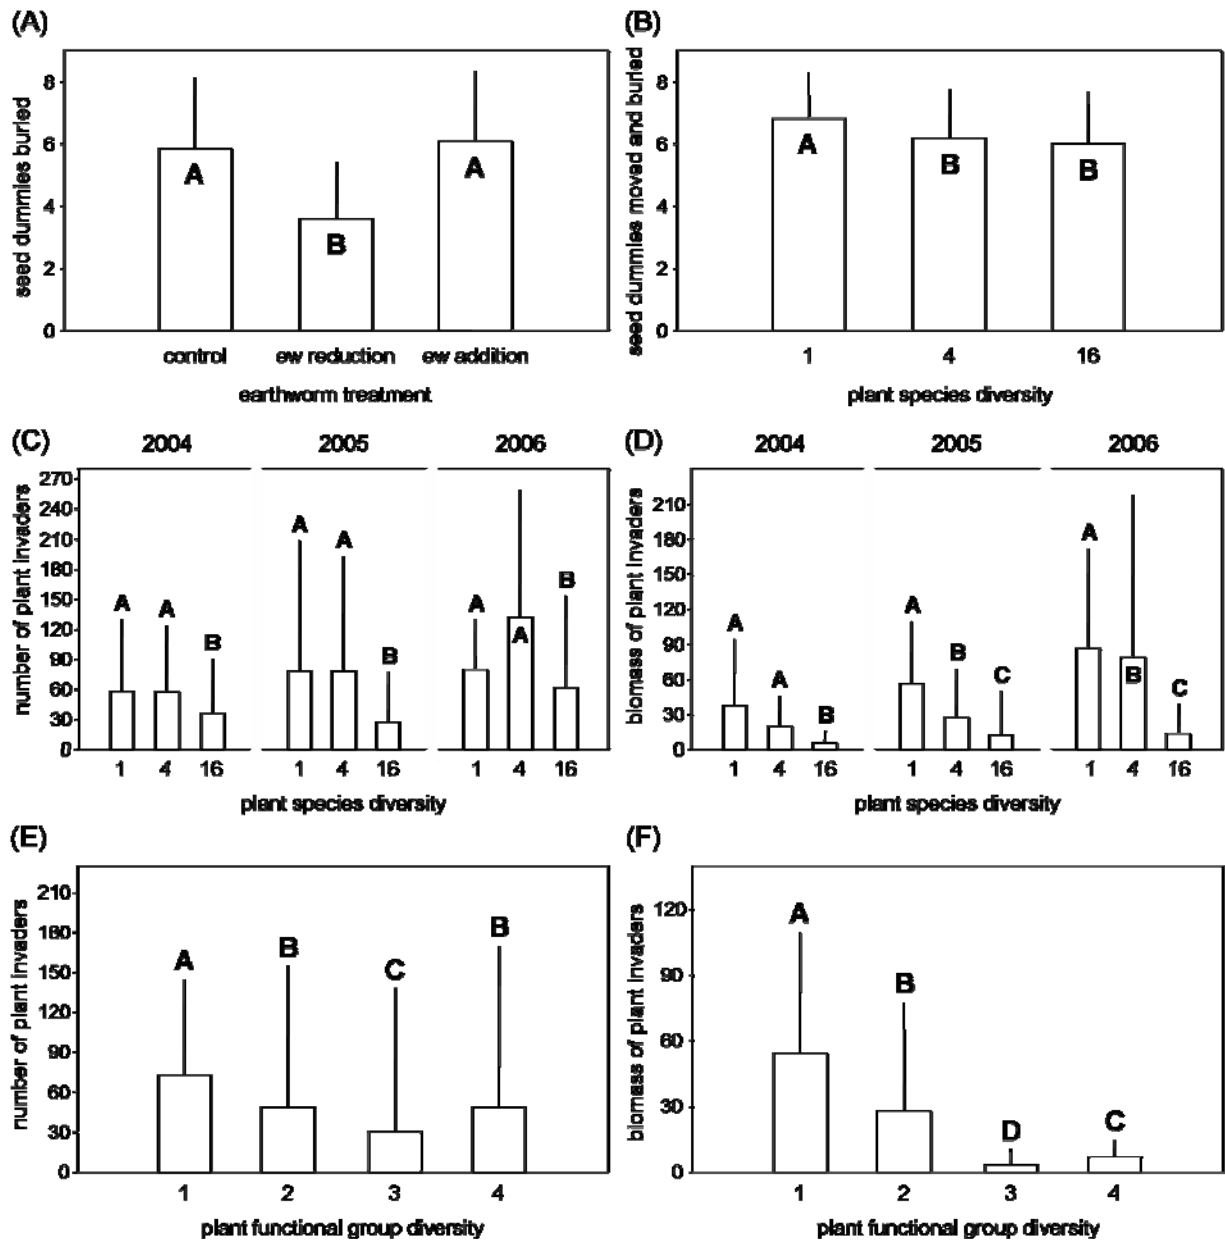 (A)
seed dummies buried
8
6
4
2
0
A
B
A
control ew reduction ew addition
earthworm treatment
(B)
seed dummies moved and buried
8
6
4
2
0
A
B
B
1 4 16
plant species diversity
(C)
2004 2005 2006
number of plant invaders
270
240
210
180
150
120
90
60
30
0
A A B
A A B
A A B
1 4 16 1 4 16 1 4 16
plant species diversity
(D)
2004 2005 2006
biomass of plant invaders
210
180
150
120
90
60
30
0
A A B
A B C
A B C
1 4 16 1 4 16 1 4 16
plant species diversity
(E)
number of plant invaders
210
180
150
120
90
60
30
0
A B C B
1 2 3 4
plant functional group diversity
(F)
biomass of plant invaders
120
90
60
30
0
A B D C
1 2 3 4
plant functional group diversity